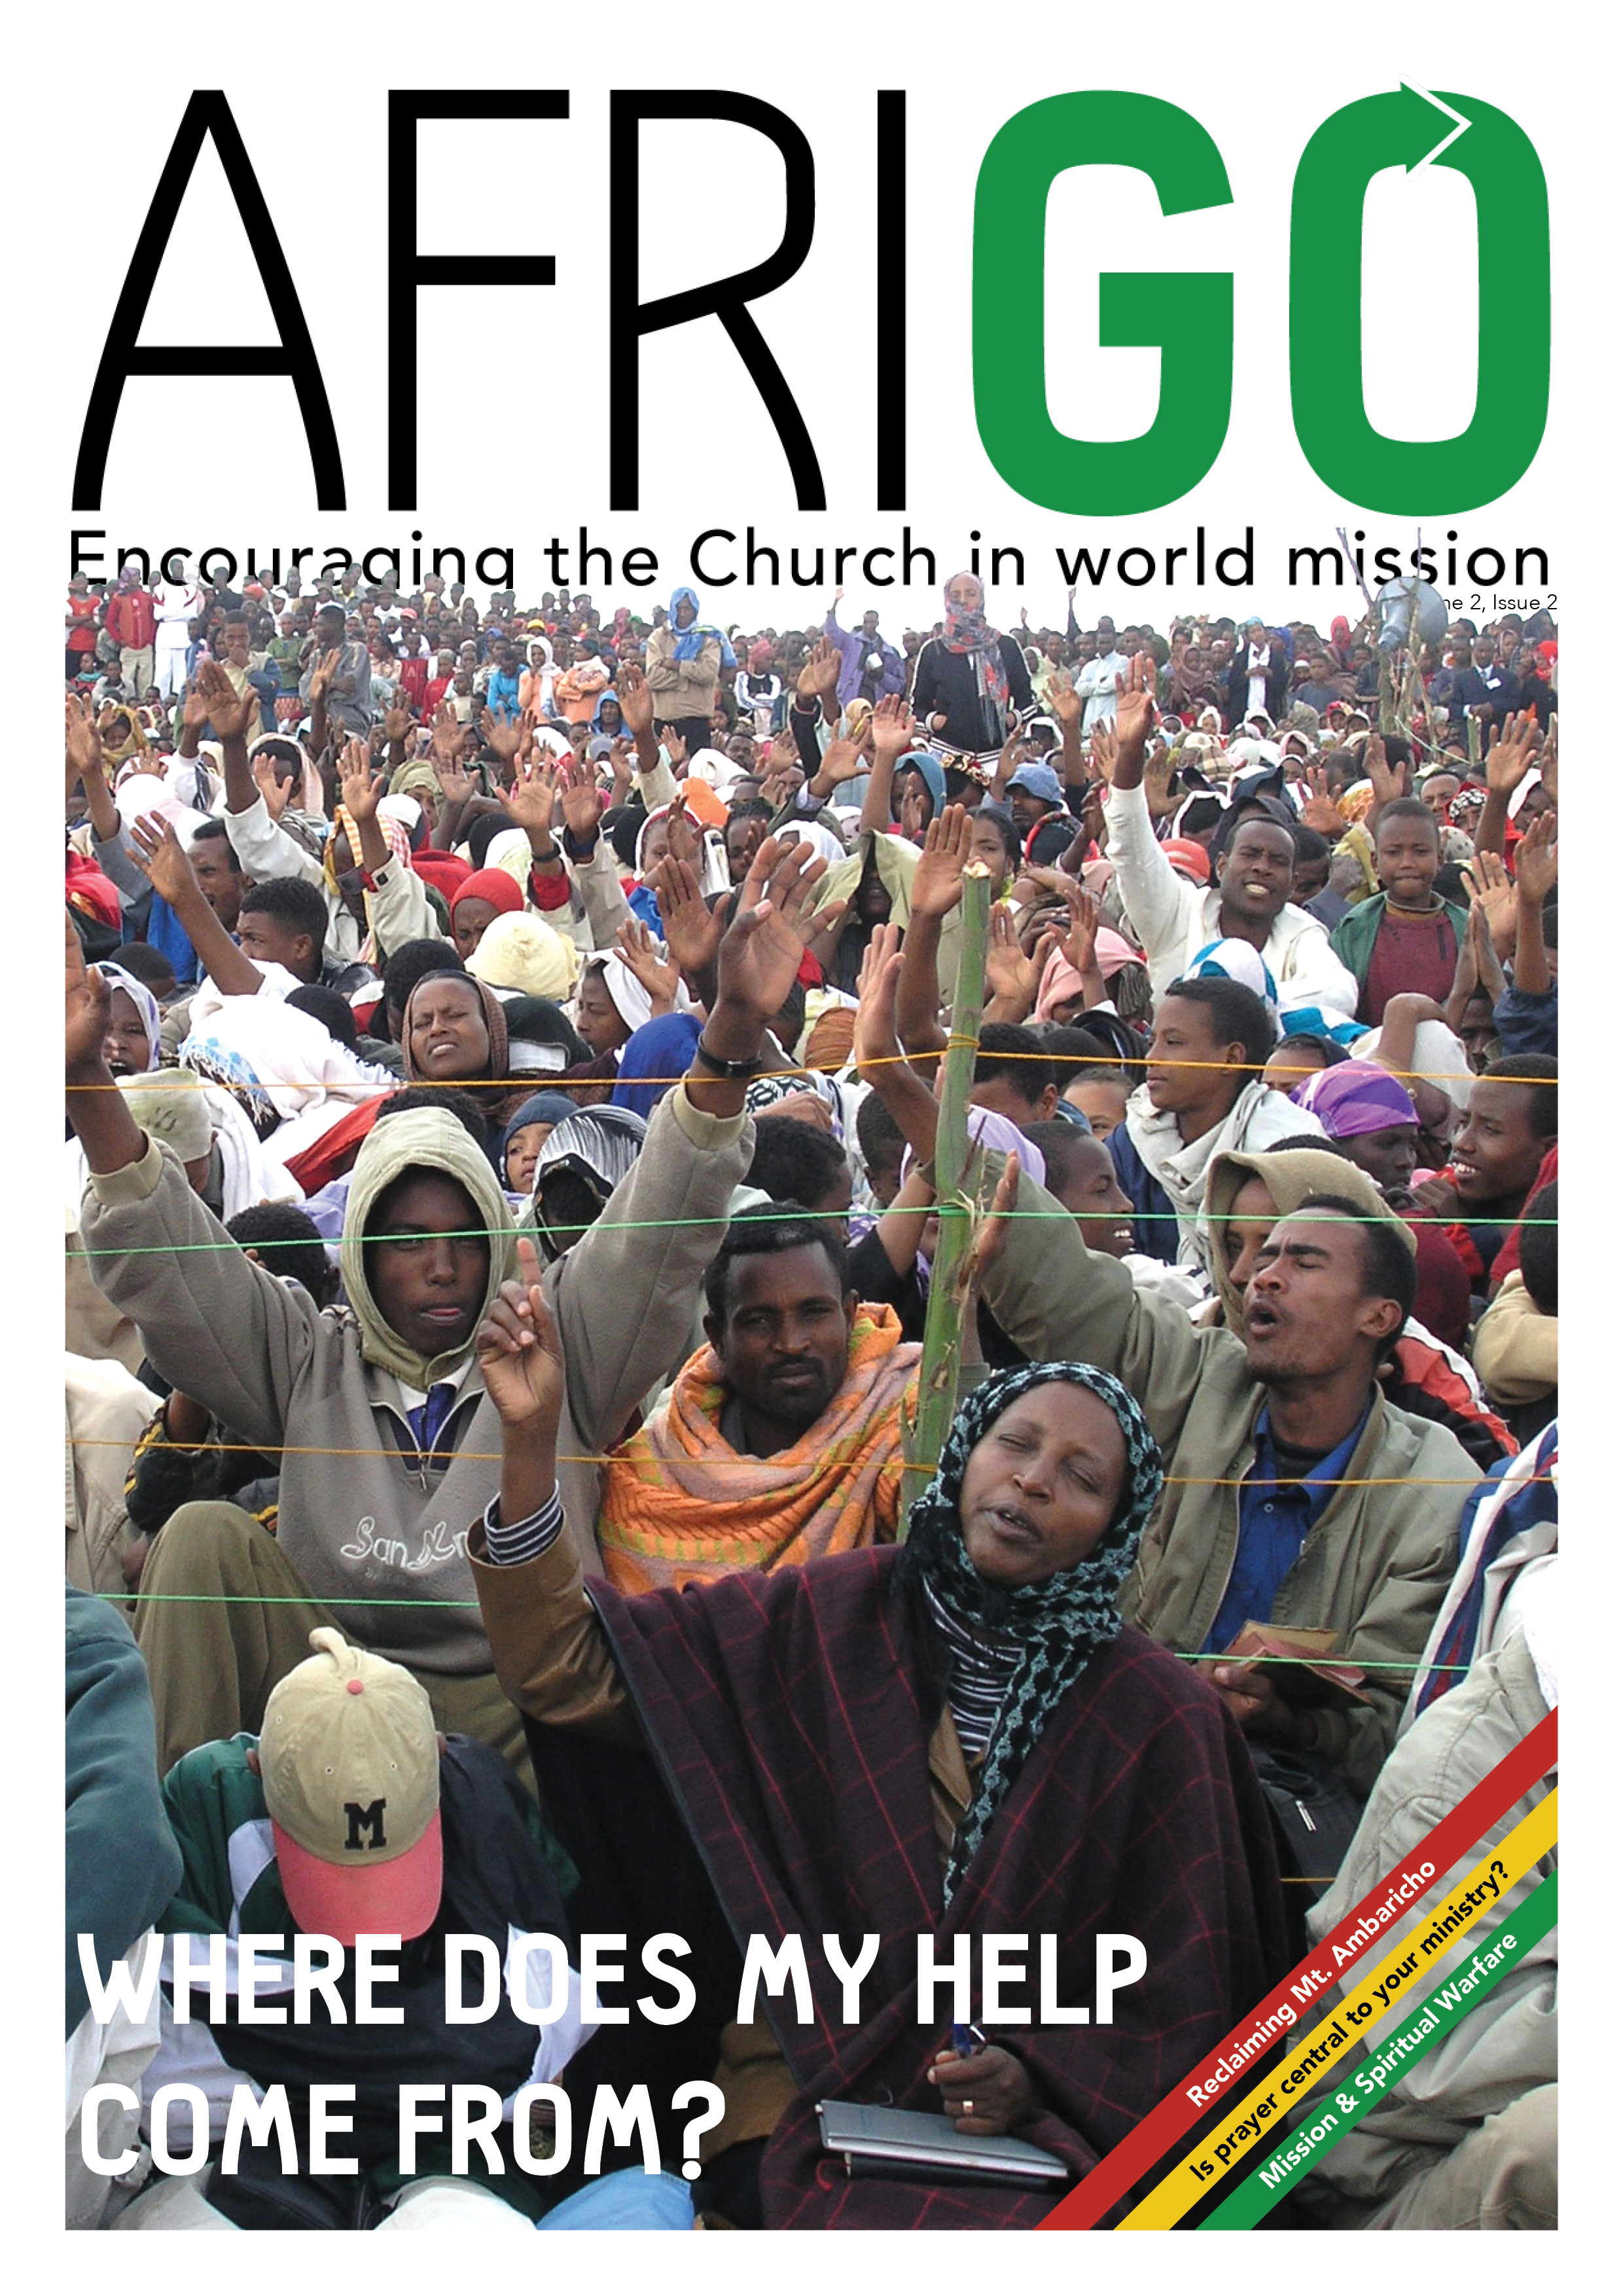 AFRIGO
Encouraging the Church in world mission
2, Issue 2
M
WHERE DOES MY HELP
COME FROM?
Reclaiming Mt. Ambaricho
Is prayer central to your ministry?
Mission & Spiritual Warfare